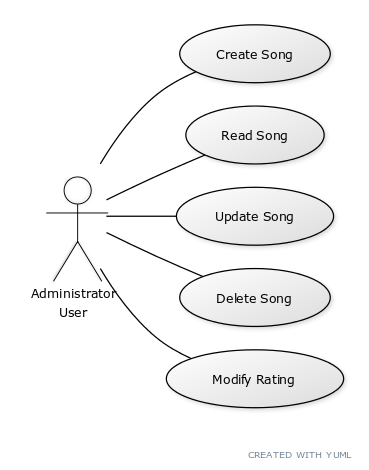 Create Song
Read Song
Update Song
Delete Song
Administrator
User
Modify Rating
CREATED WITH YUML